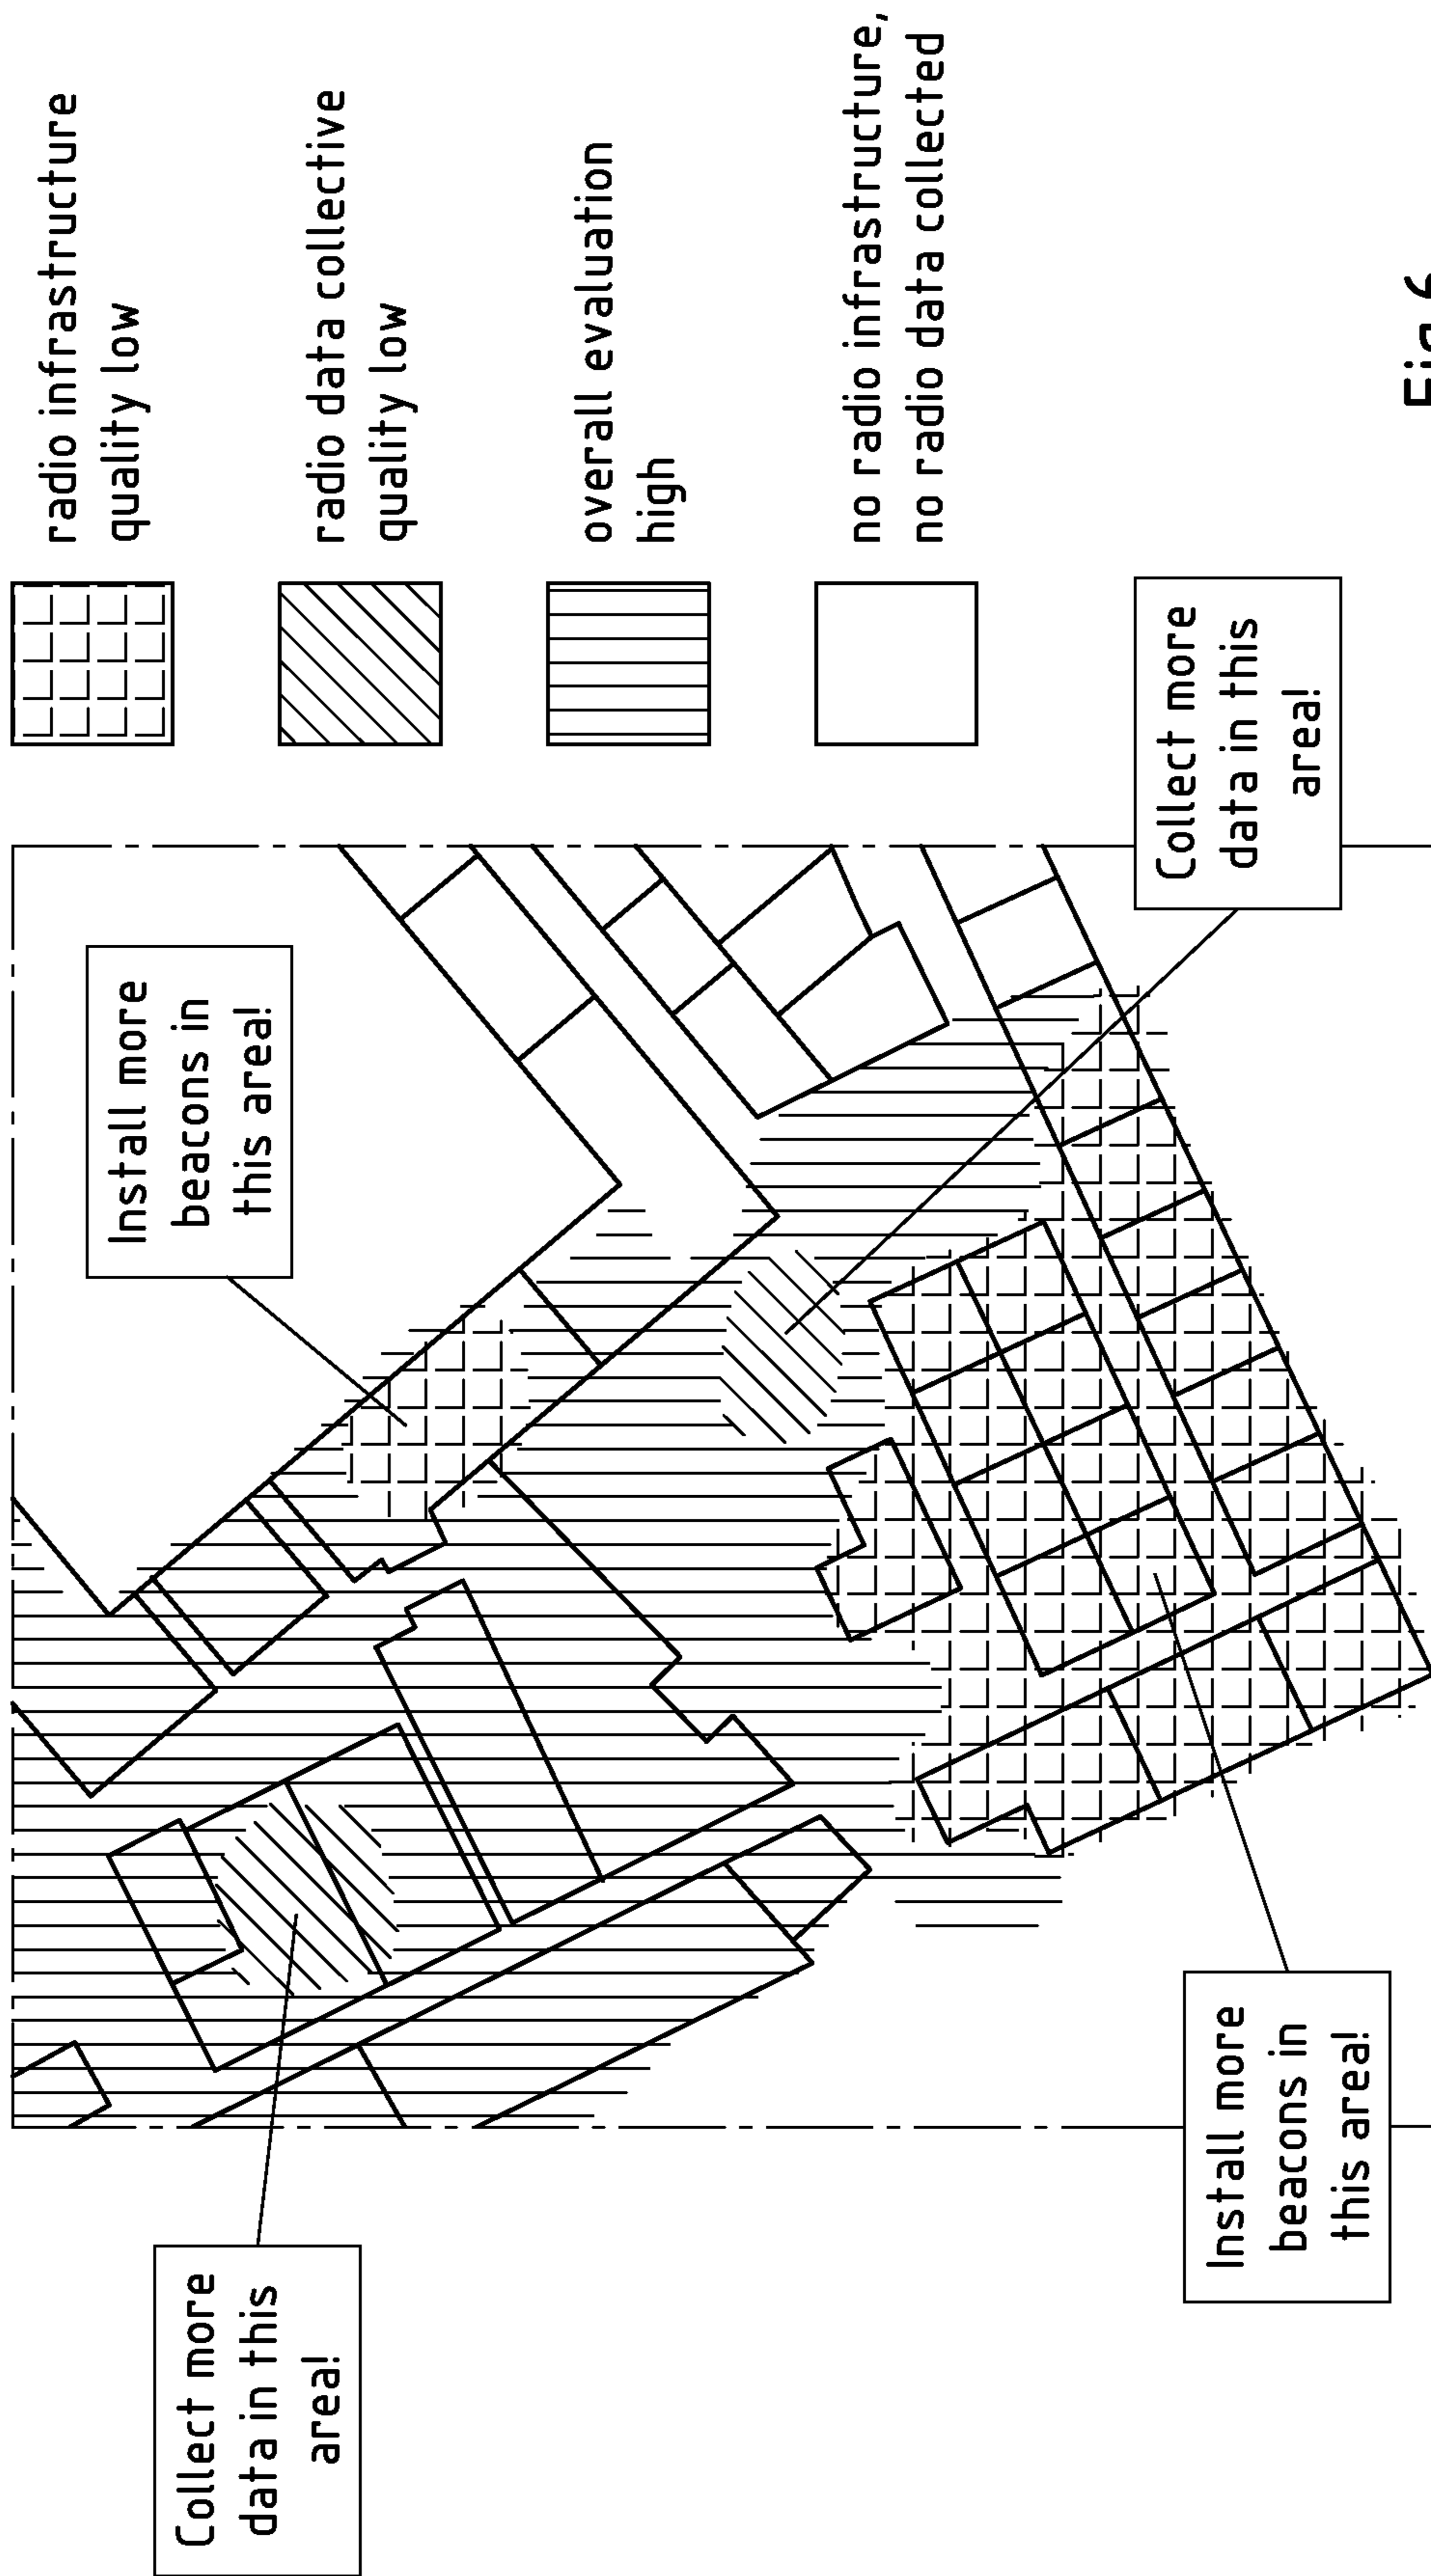 radio infrastructure
quality low
radio data collective
quality low
overall evaluation
high
no radio infrastructure,
no radio data collected
Install more
beacons in
this area!
Collect more
data in this
area!
Collect more
data in this
area!
Install more
beacons in
this area!